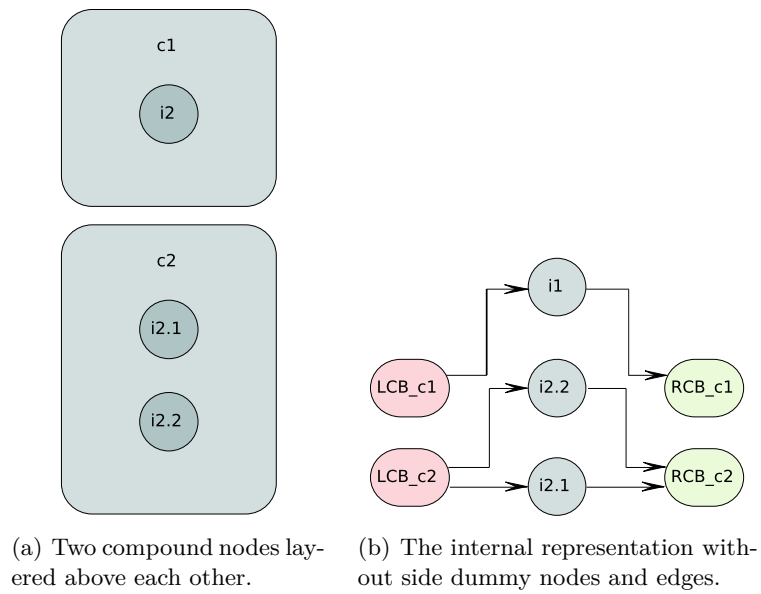 c1
i2
c2
i2.1
i2.2
i1
LCB_c1
i2.2
RCB_c1
LCB_c2
i2.1
RCB_c2
(a) Two compound nodes lay-
ered above each other.
(b) The internal representation with-
out side dummy nodes and edges.